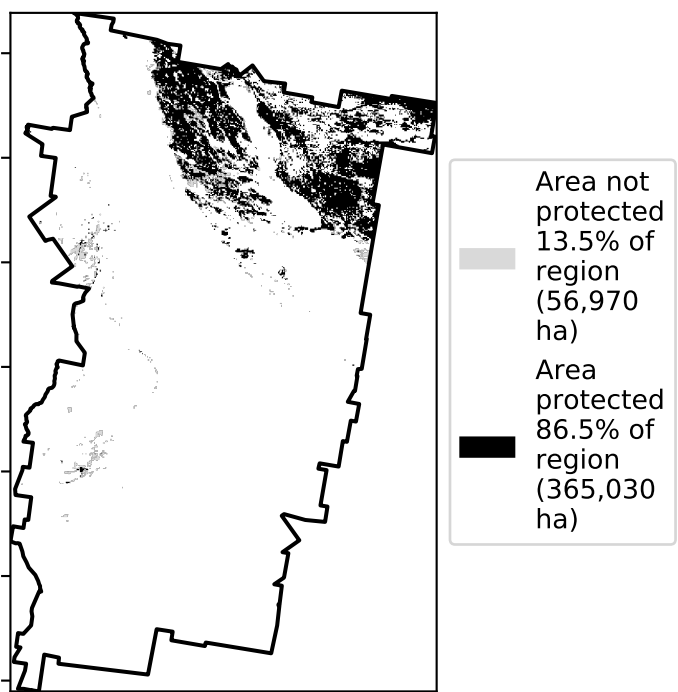 Area not
protected
13.5% of
region
(56,970
ha)
Area
protected
86.5% of
region
(365,030
ha)